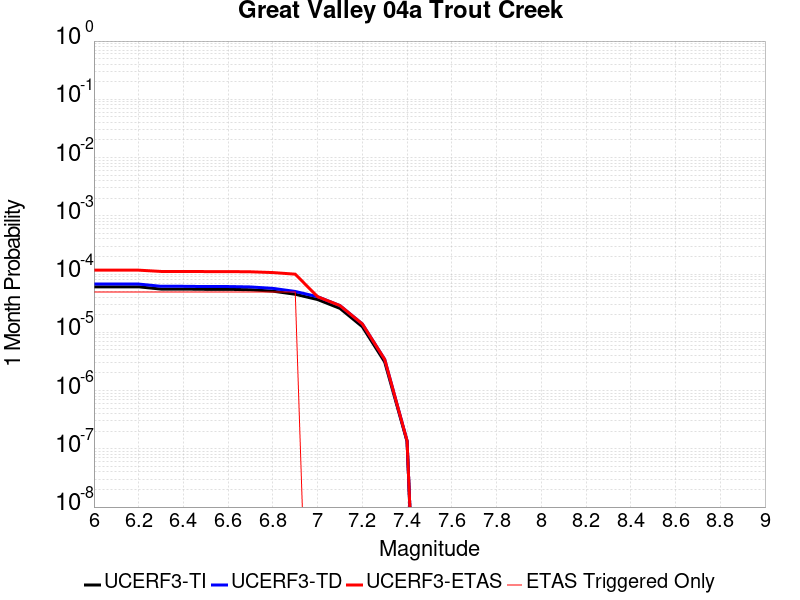 Great Valley 04a Trout Creek
10^0
10^-1
10^-2
10^-3
10^-4
10^-5
10^-6
10^-7
10^-8
1 Month Probability
6 6.2 6.4 6.6 6.8 7 7.2 7.4 7.6 7.8 8 8.2 8.4 8.6 8.8 9
Magnitude
UCERF3-TI UCERF3-TD UCERF3-ETAS ETAS Triggered Only